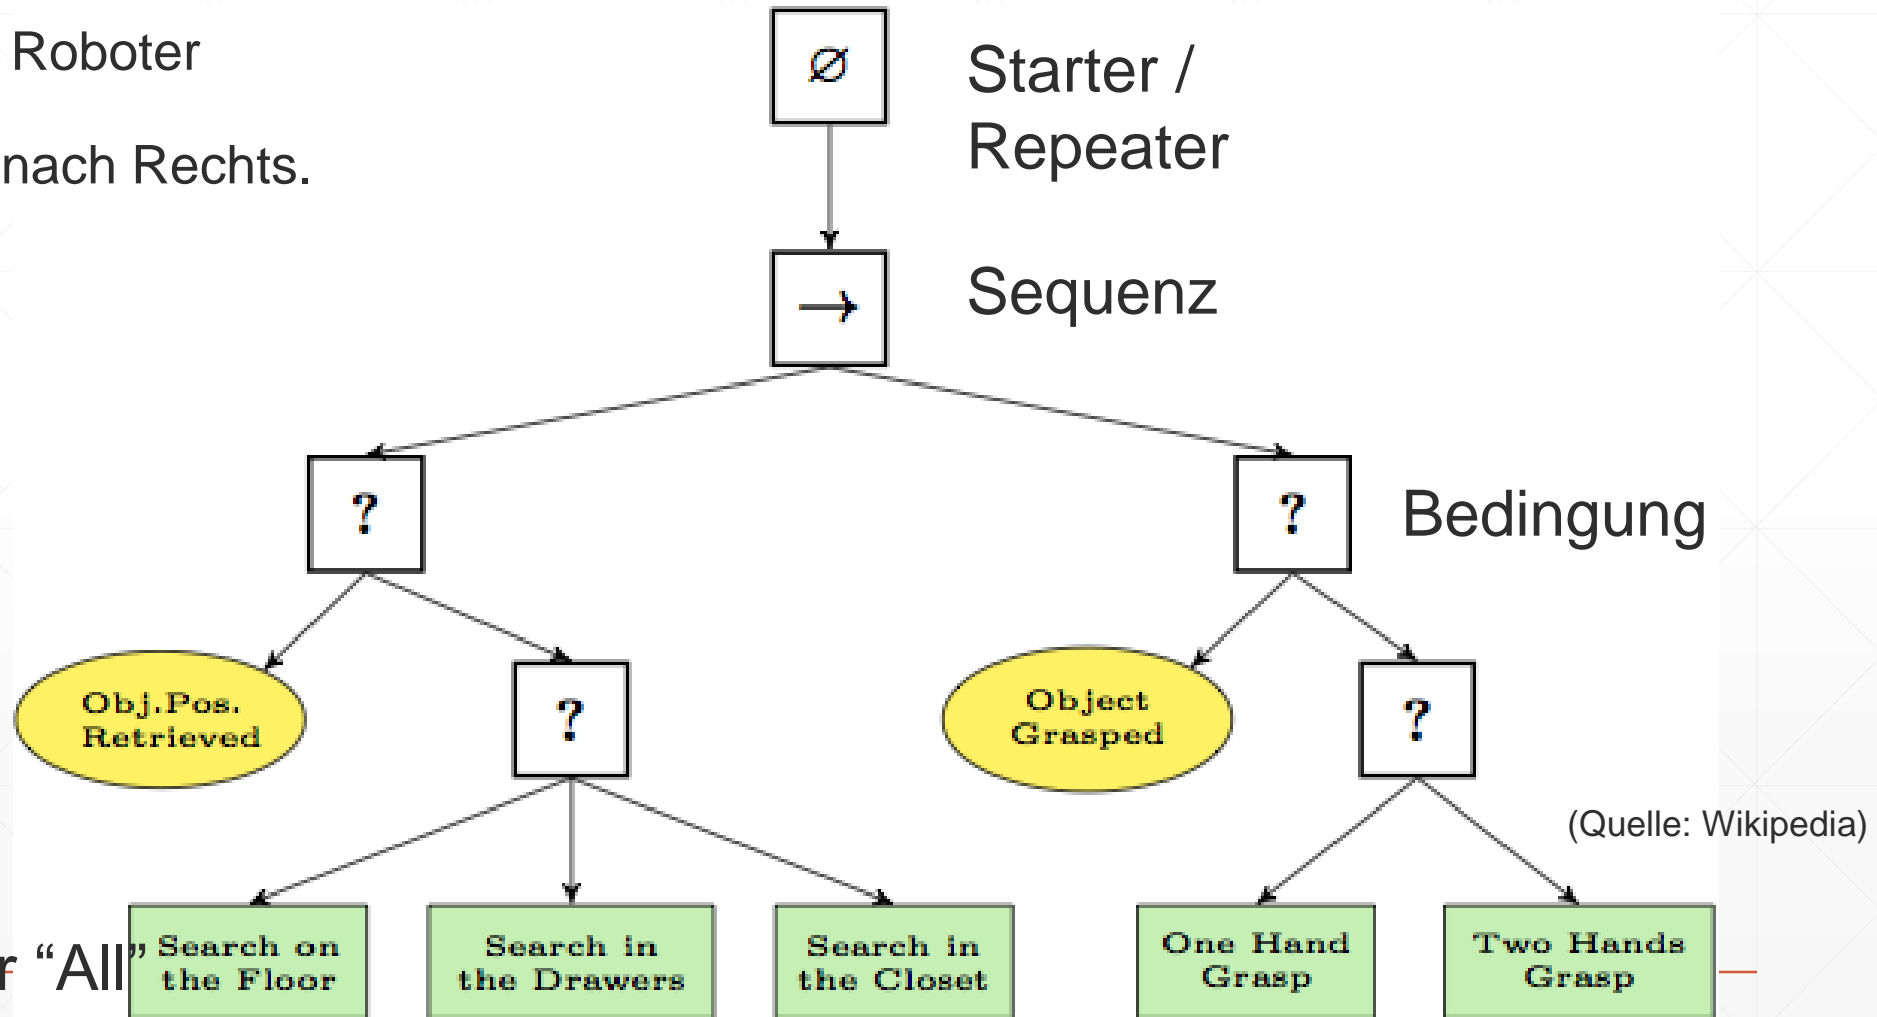 Roboter
nach Rechts.
∅
Starter /
Repeater
→
Sequenz
?
?
Bedingung
Obj.Pos.
Retrieved
?
Object
Grasped
?
(Quelle: Wikipedia)
r “All”
Search on
the Floor
Search in
the Drawers
Search in
the Closet
One Hand
Grasp
Two Hands
Grasp